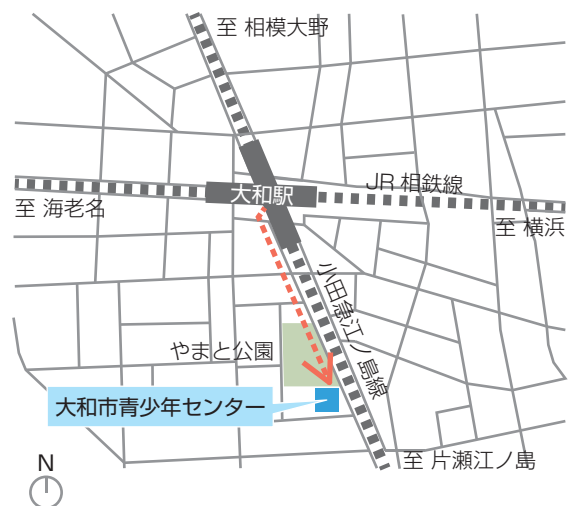 至 相模大野
大和駅
JR 相鉄線
至 海老名
至 横浜
小田急江ノ島線
やまと公園
大和市青少年センター
至 片瀬江ノ島
N